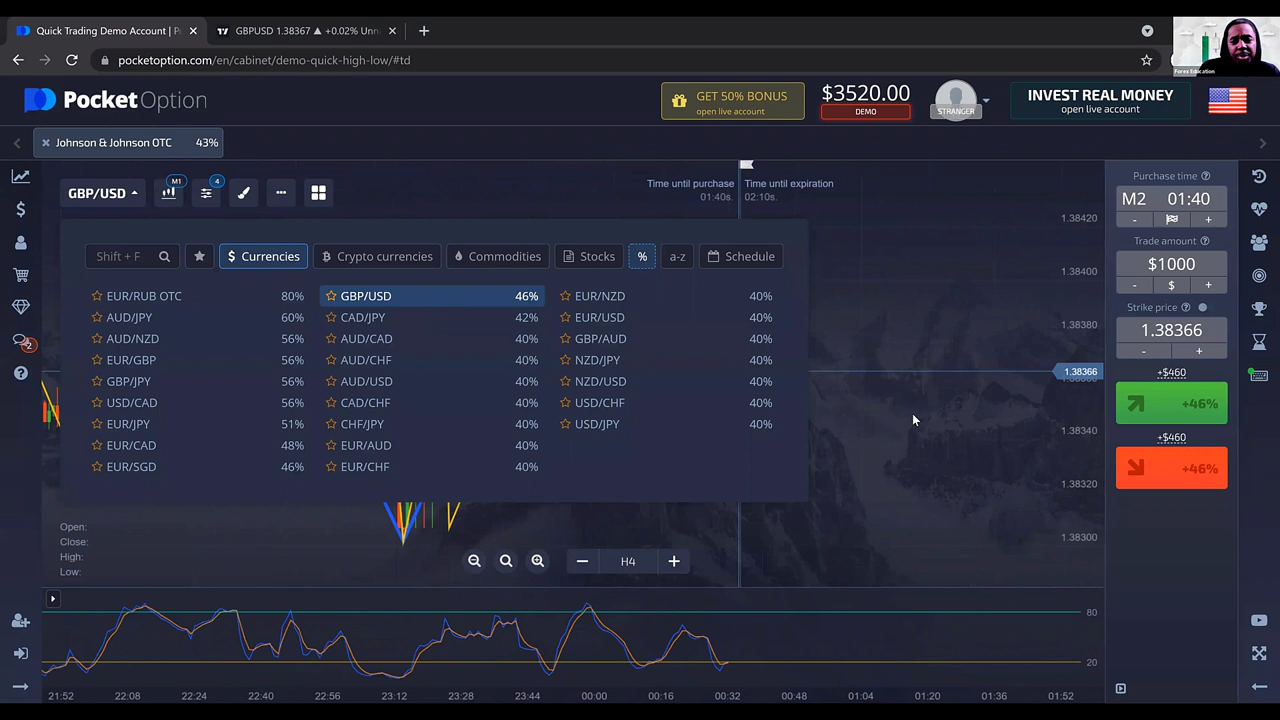 Quick Trading Demo Account | P
GBPUSD 1.38367 ▲ +0.02% Unn
pocketoption.com/en/cabinet/demo-quick-high-low/#td
Forex Education
PocketOption
GET 50% BONUS
open live account
$3520.00
DEMO
STRANGER
INVEST REAL MONEY
open live account
Johnson & Johnson OTC 43%
GBP/USD
M1
4
Time until purchase
01:40s.
Time until expiration
02:10s.
Shift + F
$ Currencies
Crypto currencies
Commodities
Stocks
%
a-z
Schedule
EUR/RUB OTC 80%
AUD/JPY 60%
AUD/NZD 56%
EUR/GBP 56%
GBP/JPY 56%
USD/CAD 56%
EUR/JPY 51%
EUR/CAD 48%
EUR/SGD 46%
GBP/USD 46%
CAD/JPY 42%
AUD/CAD 40%
AUD/CHF 40%
AUD/USD 40%
CAD/CHF 40%
CHF/JPY 40%
EUR/AUD 40%
EUR/CHF 40%
EUR/NZD 40%
EUR/USD 40%
GBP/AUD 40%
NZD/JPY 40%
NZD/USD 40%
USD/CHF 40%
USD/JPY 40%
Open:
Close:
High:
Low:
H4
1.38420
1.38400
1.38380
1.38366
1.38340
1.38320
1.38300
80
20
21:52 22:08 22:24 22:40 22:56 23:12 23:28 23:44 00:00 00:16 00:32 00:48 01:04 01:20 01:36 01:52
Purchase time
M2 01:40
- +
Trade amount
$1000
- $ +
Strike price
1.38366
- +
+$460
+46%
+$460
+46%
2